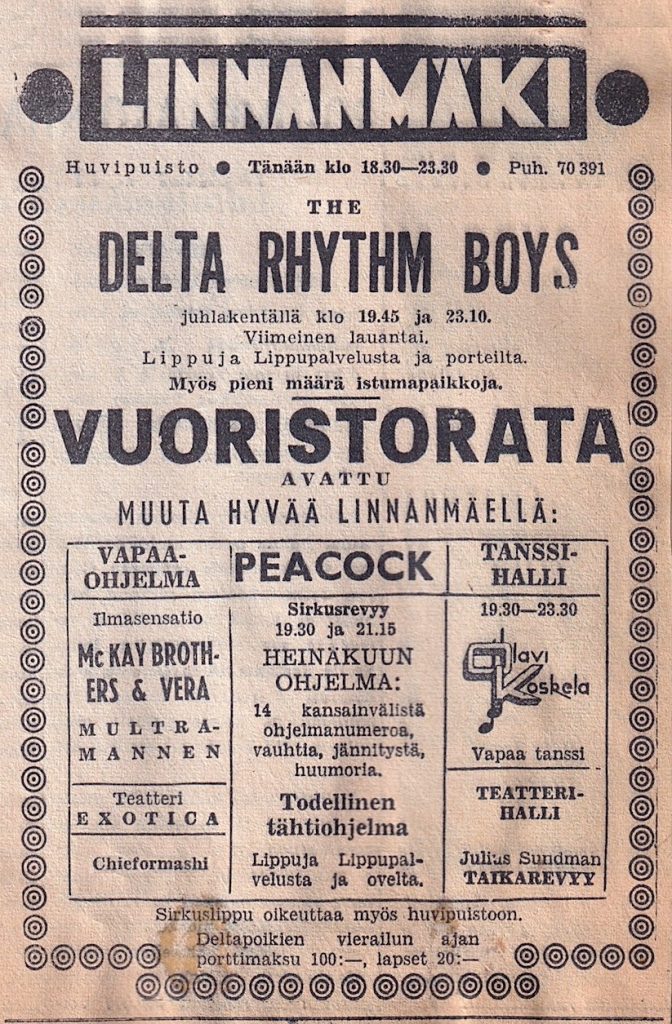 LINNANMÄKI
Huvipuisto ● Tänään klo 18.30—23.30 ● Puh. 70 391
THE
DELTA RHYTHM BOYS
juhlakentällä klo 19.45 ja 23.10.
Viimeinen lauantai.
Lippuja Lippupalvelusta ja porteilta.
Myös pieni määrä istumapaikkoja.
VUORISTORATA
AVATTU
MUUTA HYVÄÄ LINNANMÄELLÄ:
VAPAA-
OHJELMA
Ilmasensatio
Mc KAY BROTH-
ERS & VERA
MULTRA-
MANNEN
Teatteri
EXOTICA
Chieformashi
PEACOCK
Sirkusrevyy
19.30 ja 21.15
HEINÄKUUN
OHJELMA:
14 kansainvälistä
ohjelmanumeroa,
vauhtia, jännitystä,
huumoria.
Todellinen
tähtiohjelma
Lippuja Lippupal-
velusta ja ovelta.
TANSSI-
HALLI
19.30—23.30
Olavi
Koskela
Vapaa tanssi
TEATTERI-
HALLI
Julius Sundman
TAIKAREVYY
Sirkuslippu oikeuttaa myös huvipuistoon.
Deltapoikien vierailun ajan
porttimaksu 100:—, lapset 20:—